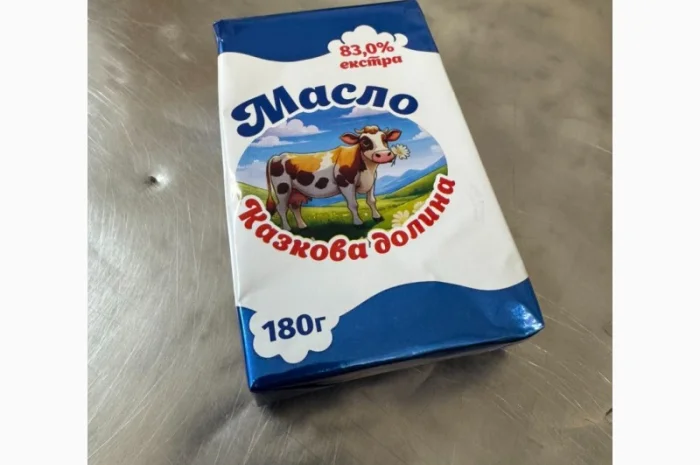 83,0%
екстра
Масло
Казкова долина
180г